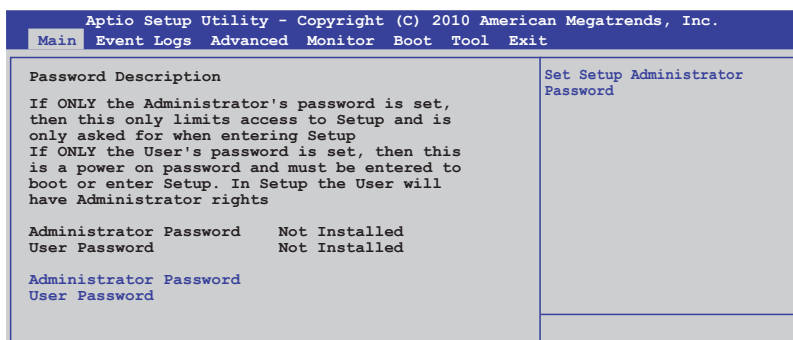 Aptio Setup Utility - Copyright (C) 2010 American Megatrends, Inc.
Main Event Logs Advanced Monitor Boot Tool Exit
Password Description
If ONLY the Administrator's password is set,
then this only limits access to Setup and is
only asked for when entering Setup
If ONLY the User's password is set, then this
is a power on password and must be entered to
boot or enter Setup. In Setup the User will
have Administrator rights
Administrator Password Not Installed
User Password Not Installed
Administrator Password
User Password
Set Setup Administrator
Password